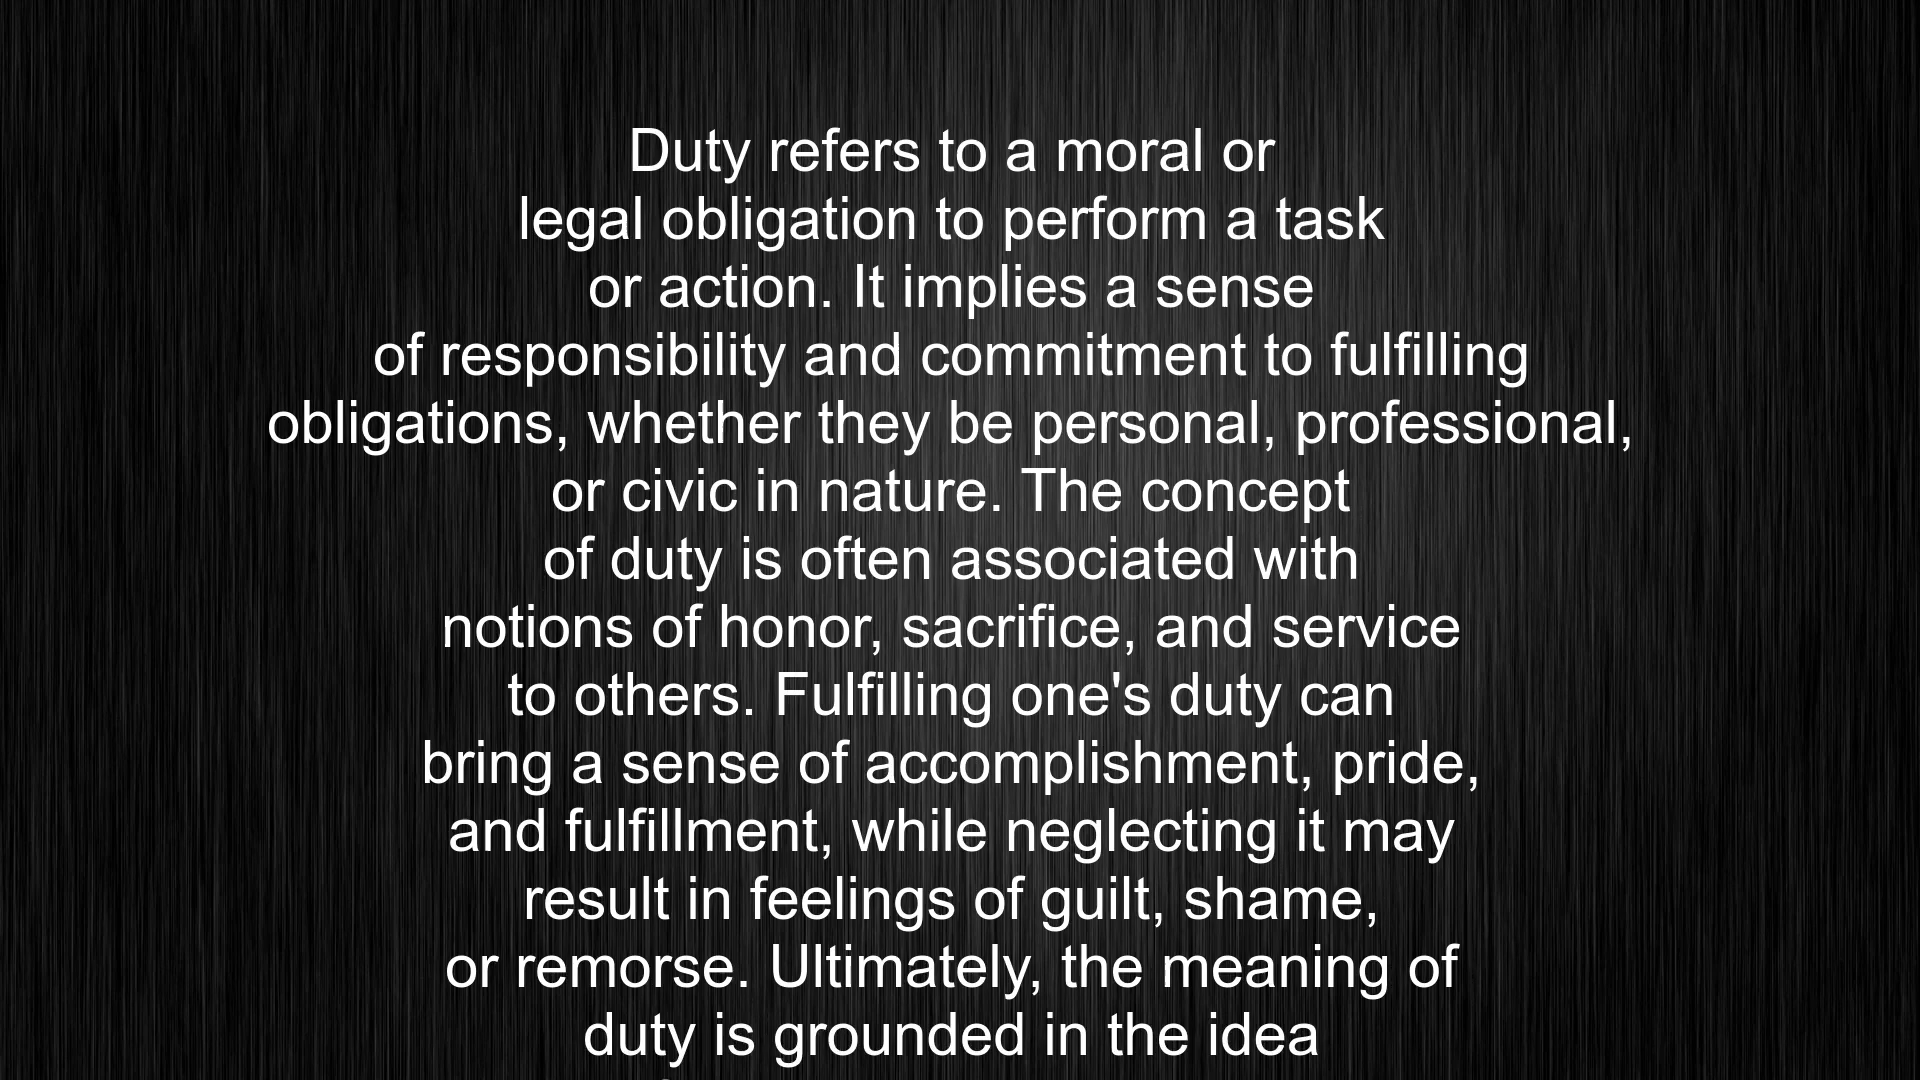 Duty refers to a moral or
legal obligation to perform a task
or action. It implies a sense
of responsibility and commitment to fulfilling
obligations, whether they be personal, professional,
or civic in nature. The concept
of duty is often associated with
notions of honor, sacrifice, and service
to others. Fulfilling one's duty can
bring a sense of accomplishment, pride,
and fulfillment, while neglecting it may
result in feelings of guilt, shame,
or remorse. Ultimately, the meaning of
duty is grounded in the idea